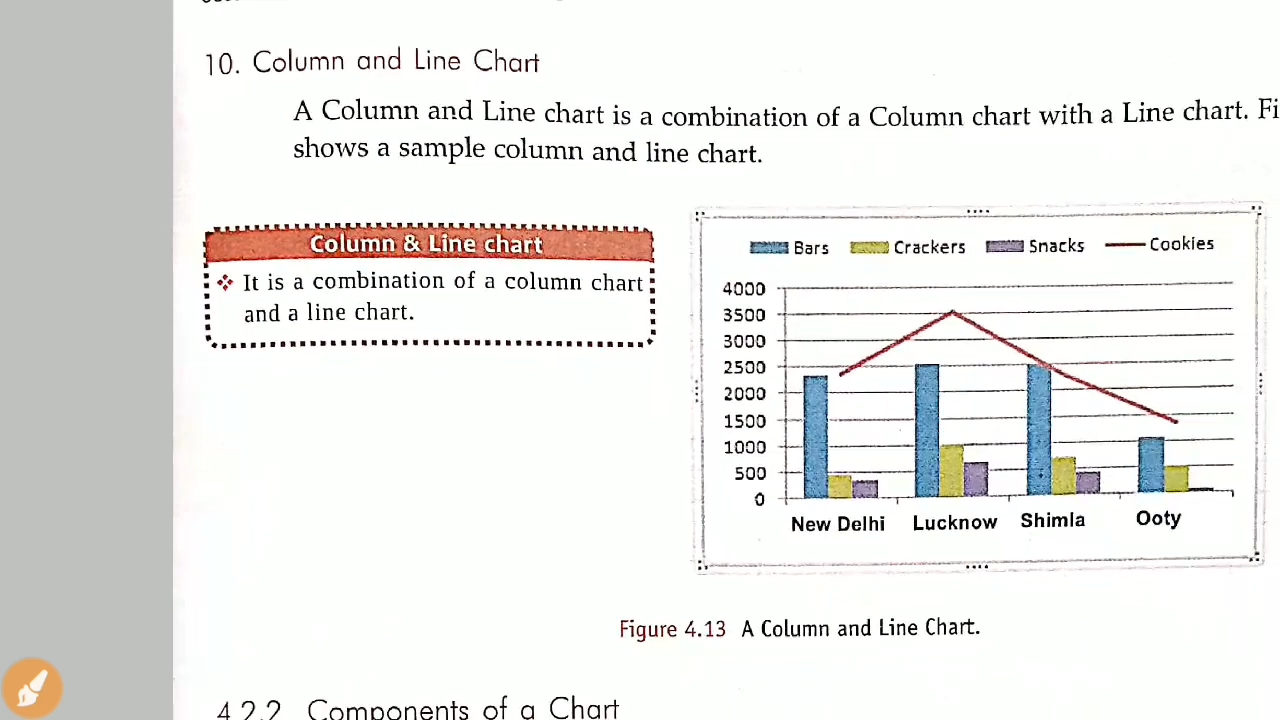 10. Column and Line Chart
A Column and Line chart is a combination of a Column chart with a Line chart. Fi
shows a sample column and line chart.
Column & Line chart
❖ It is a combination of a column chart
and a line chart.
Bars Crackers Snacks Cookies
4000
3500
3000
2500
2000
1500
1000
500
0
New Delhi Lucknow Shimla Ooty
Figure 4.13 A Column and Line Chart.
4.2.2 Components of a Chart